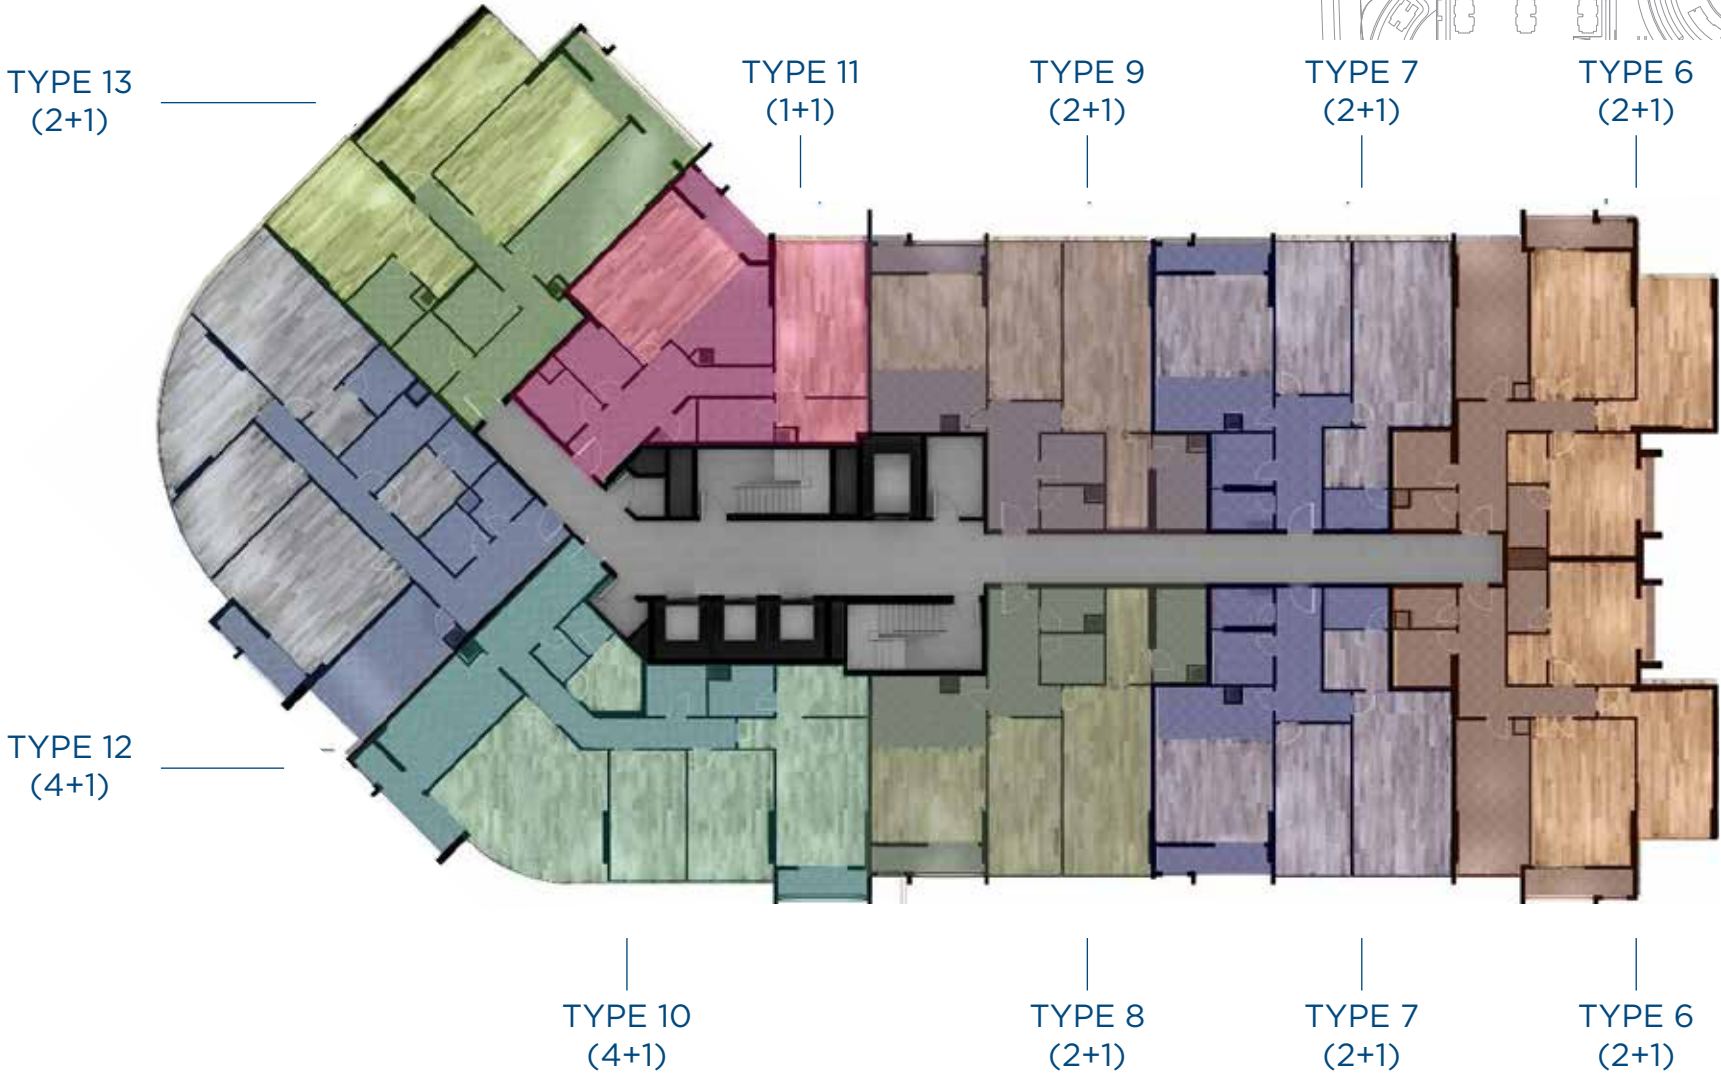 TYPE 13
(2+1)
TYPE 11
(1+1)
TYPE 9
(2+1)
TYPE 7
(2+1)
TYPE 6
(2+1)
TYPE 12
(4+1)
TYPE 10
(4+1)
TYPE 8
(2+1)
TYPE 7
(2+1)
TYPE 6
(2+1)